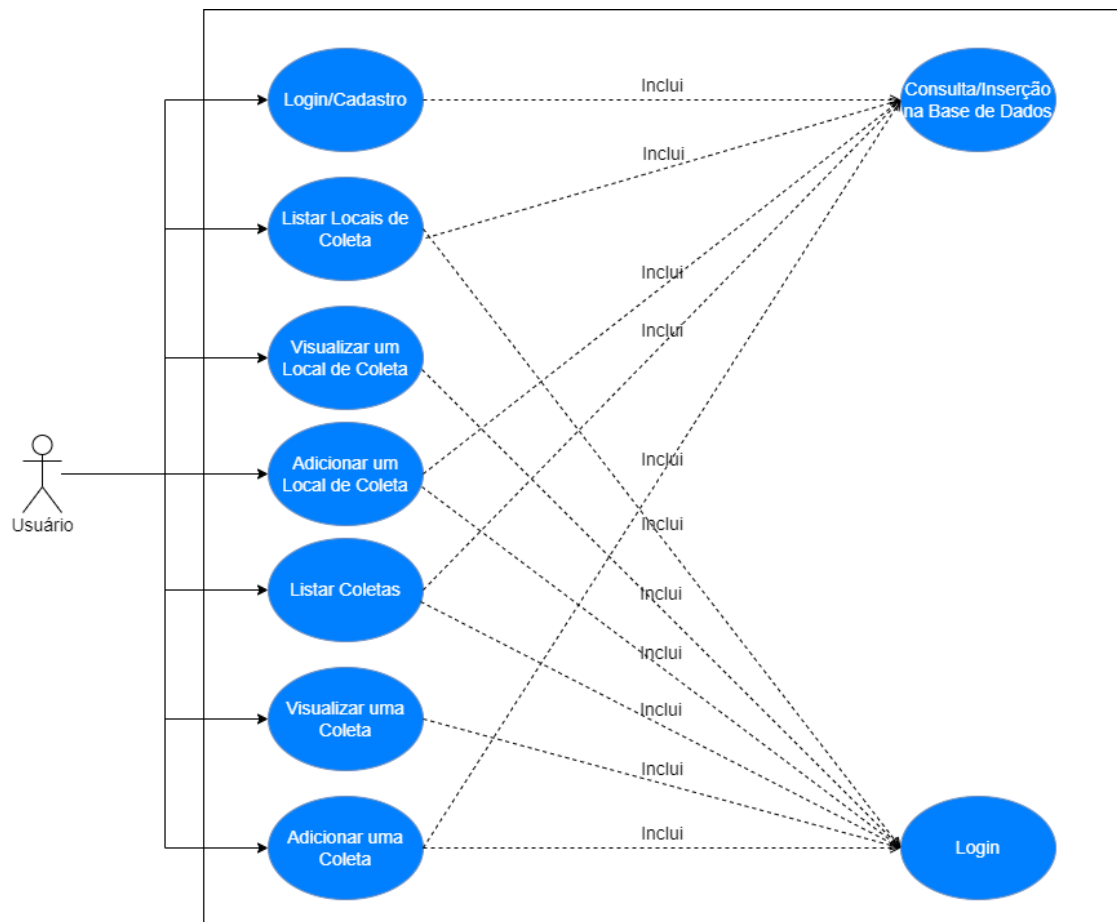 Login/Cadastro
Inclui
Consulta/Inserção
na Base de Dados
Inclui
Listar Locais de
Coleta
Inclui
Inclui
Visualizar um
Local de Coleta
Usuário
Adicionar um
Local de Coleta
Inclui
Inclui
Listar Coletas
Inclui
Inclui
Visualizar uma
Coleta
Inclui
Inclui
Adicionar uma
Coleta
Inclui
Login